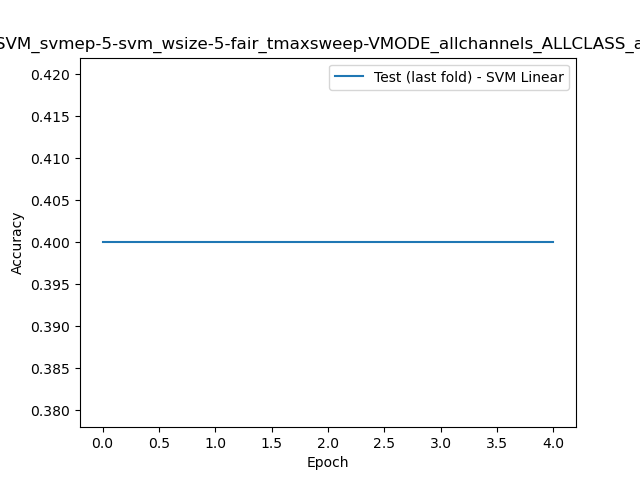 SVM_svmep-5-svm_wsize-5-fair_tmaxsweep-VMODE_allchannels_ALLCLASS_a
Test (last fold) - SVM Linear
0.420
0.415
0.410
0.405
0.400
0.395
0.390
0.385
0.380
Accuracy
0.0 0.5 1.0 1.5 2.0 2.5 3.0 3.5 4.0
Epoch